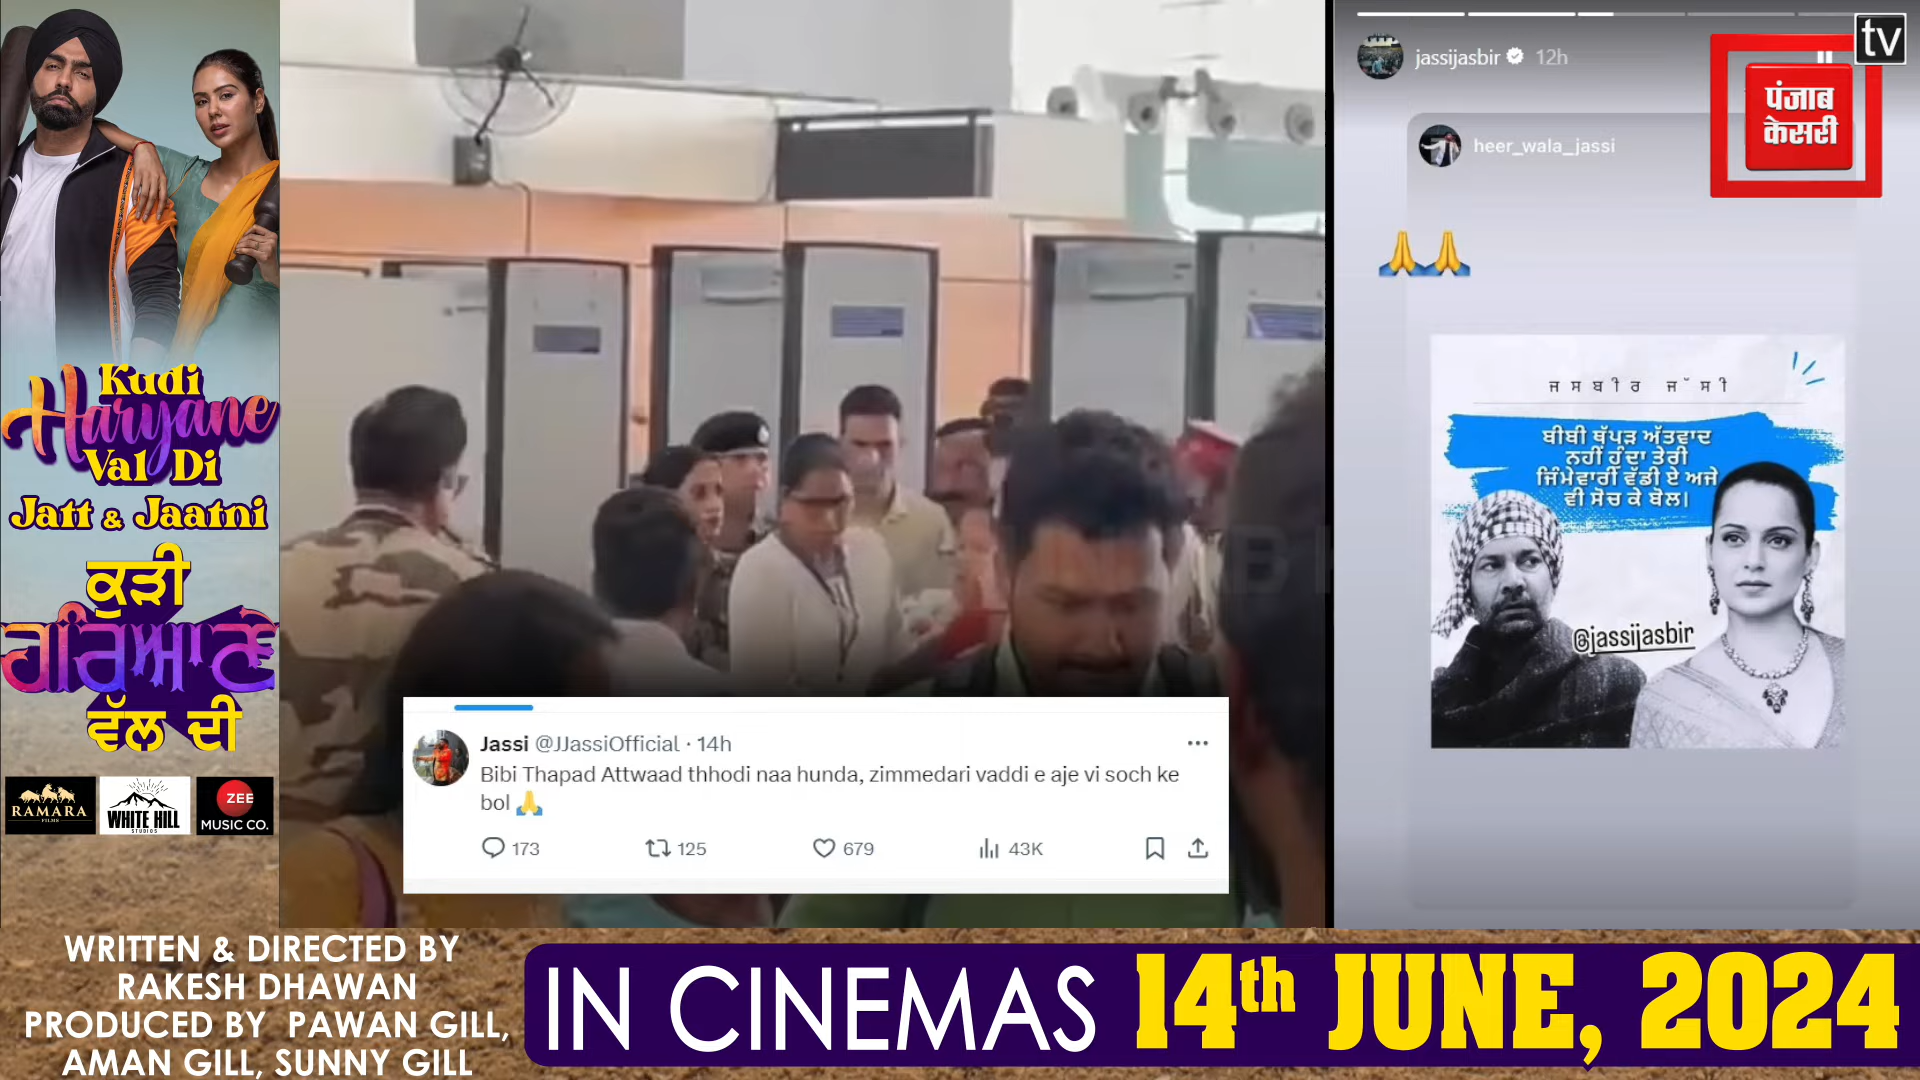 Kudi
Haryane
Val Di
Jatt & Jaatni
ਕੁੜੀ
ਹਰਿਆਣੇ
ਵੱਲ ਦੀ
RAMARA
FILMS
WHITE HILL
STUDIOS
ZEE
MUSIC CO.
Jassi @JJassiOfficial · 14h
Bibi Thapad Attwaad thhodi naa hunda, zimmedari vaddi e aje vi soch ke
bol 🙏
173 125 679 43K
jassijasbir 12h
tv
पंजाब
केसरी
heer_wala_jassi
🙏🙏
ਜਸਬੀਰ ਜੱਸੀ
ਬੀਬੀ ਥੱਪੜ ਅੱਤਵਾਦ
ਨਹੀਂ ਹੁੰਦਾ ਤੇਰੀ
ਜਿੰਮੇਵਾਰੀ ਵੱਡੀ ਏ ਅਜੇ
ਵੀ ਸੋਚ ਕੇ ਬੋਲ।
@jassijasbir
WRITTEN & DIRECTED BY
RAKESH DHAWAN
PRODUCED BY PAWAN GILL,
AMAN GILL, SUNNY GILL
IN CINEMAS 14th JUNE, 2024